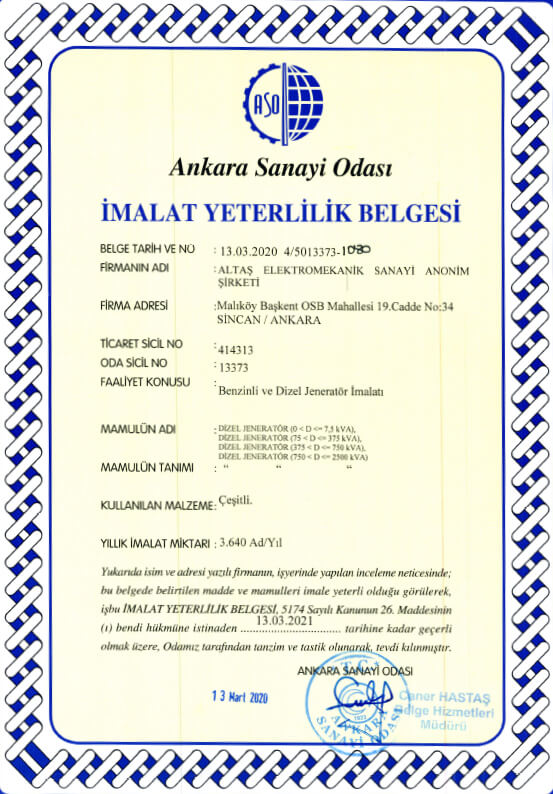 ASO
Ankara Sanayi Odası
İMALAT YETERLİLİK BELGESİ
BELGE TARİH VE NO : 13.03.2020 4/5013373-1080
FİRMANIN ADI : ALTAŞ ELEKTROMEKANİK SANAYİ ANONİM
ŞİRKETİ
FİRMA ADRESİ :Malıköy Başkent OSB Mahallesi 19.Cadde No:34
SİNCAN / ANKARA
TİCARET SİCİL NO : 414313
ODA SİCİL NO : 13373
FAALİYET KONUSU : Benzinli ve Dizel Jeneratör İmalatı
MAMULÜN ADI : DİZEL JENERATÖR (0 < D <= 7,5 kVA),
DİZEL JENERATÖR (75 < D <= 375 kVA),
DİZEL JENERATÖR (375 < D <= 750 kVA),
DİZEL JENERATÖR (750 < D <= 2500 kVA)
MAMULÜN TANIMI : “ “ “
KULLANILAN MALZEME: Çeşitli.
YILLIK İMALAT MİKTARI : 3.640 Ad/Yıl
Yukarıda isim ve adresi yazılı firmanın, işyerinde yapılan inceleme neticesinde;
bu belgede belirtilen madde ve mamulleri imale yeterli olduğu görülerek,
işbu İMALAT YETERLİLİK BELGESİ, 5174 Sayılı Kanunun 26. Maddesinin
(ı) bendi hükmüne istinaden 13.03.2021 tarihine kadar geçerli
olmak üzere, Odamız tarafından tanzim ve tastik olunarak, tevdi kılınmıştır.
ANKARA SANAYİ ODASI
13 Mart 2020
Caner HASTAŞ
Belge Hizmetleri
Müdürü
T.C.
ANKARA
SANAYİ ODASI